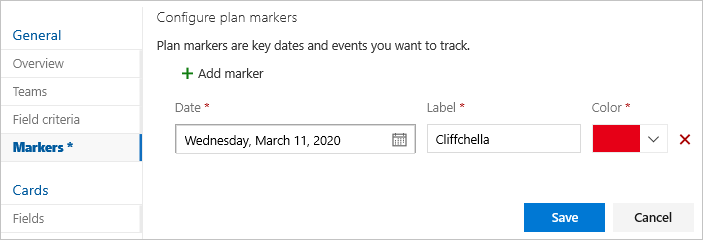 Configure plan markers
General
Plan markers are key dates and events you want to track.
Overview
+ Add marker
Teams
Date * Label * Color *
Field criteria
Wednesday, March 11, 2020 Cliffchella
Markers *
Cards
Fields
Save Cancel